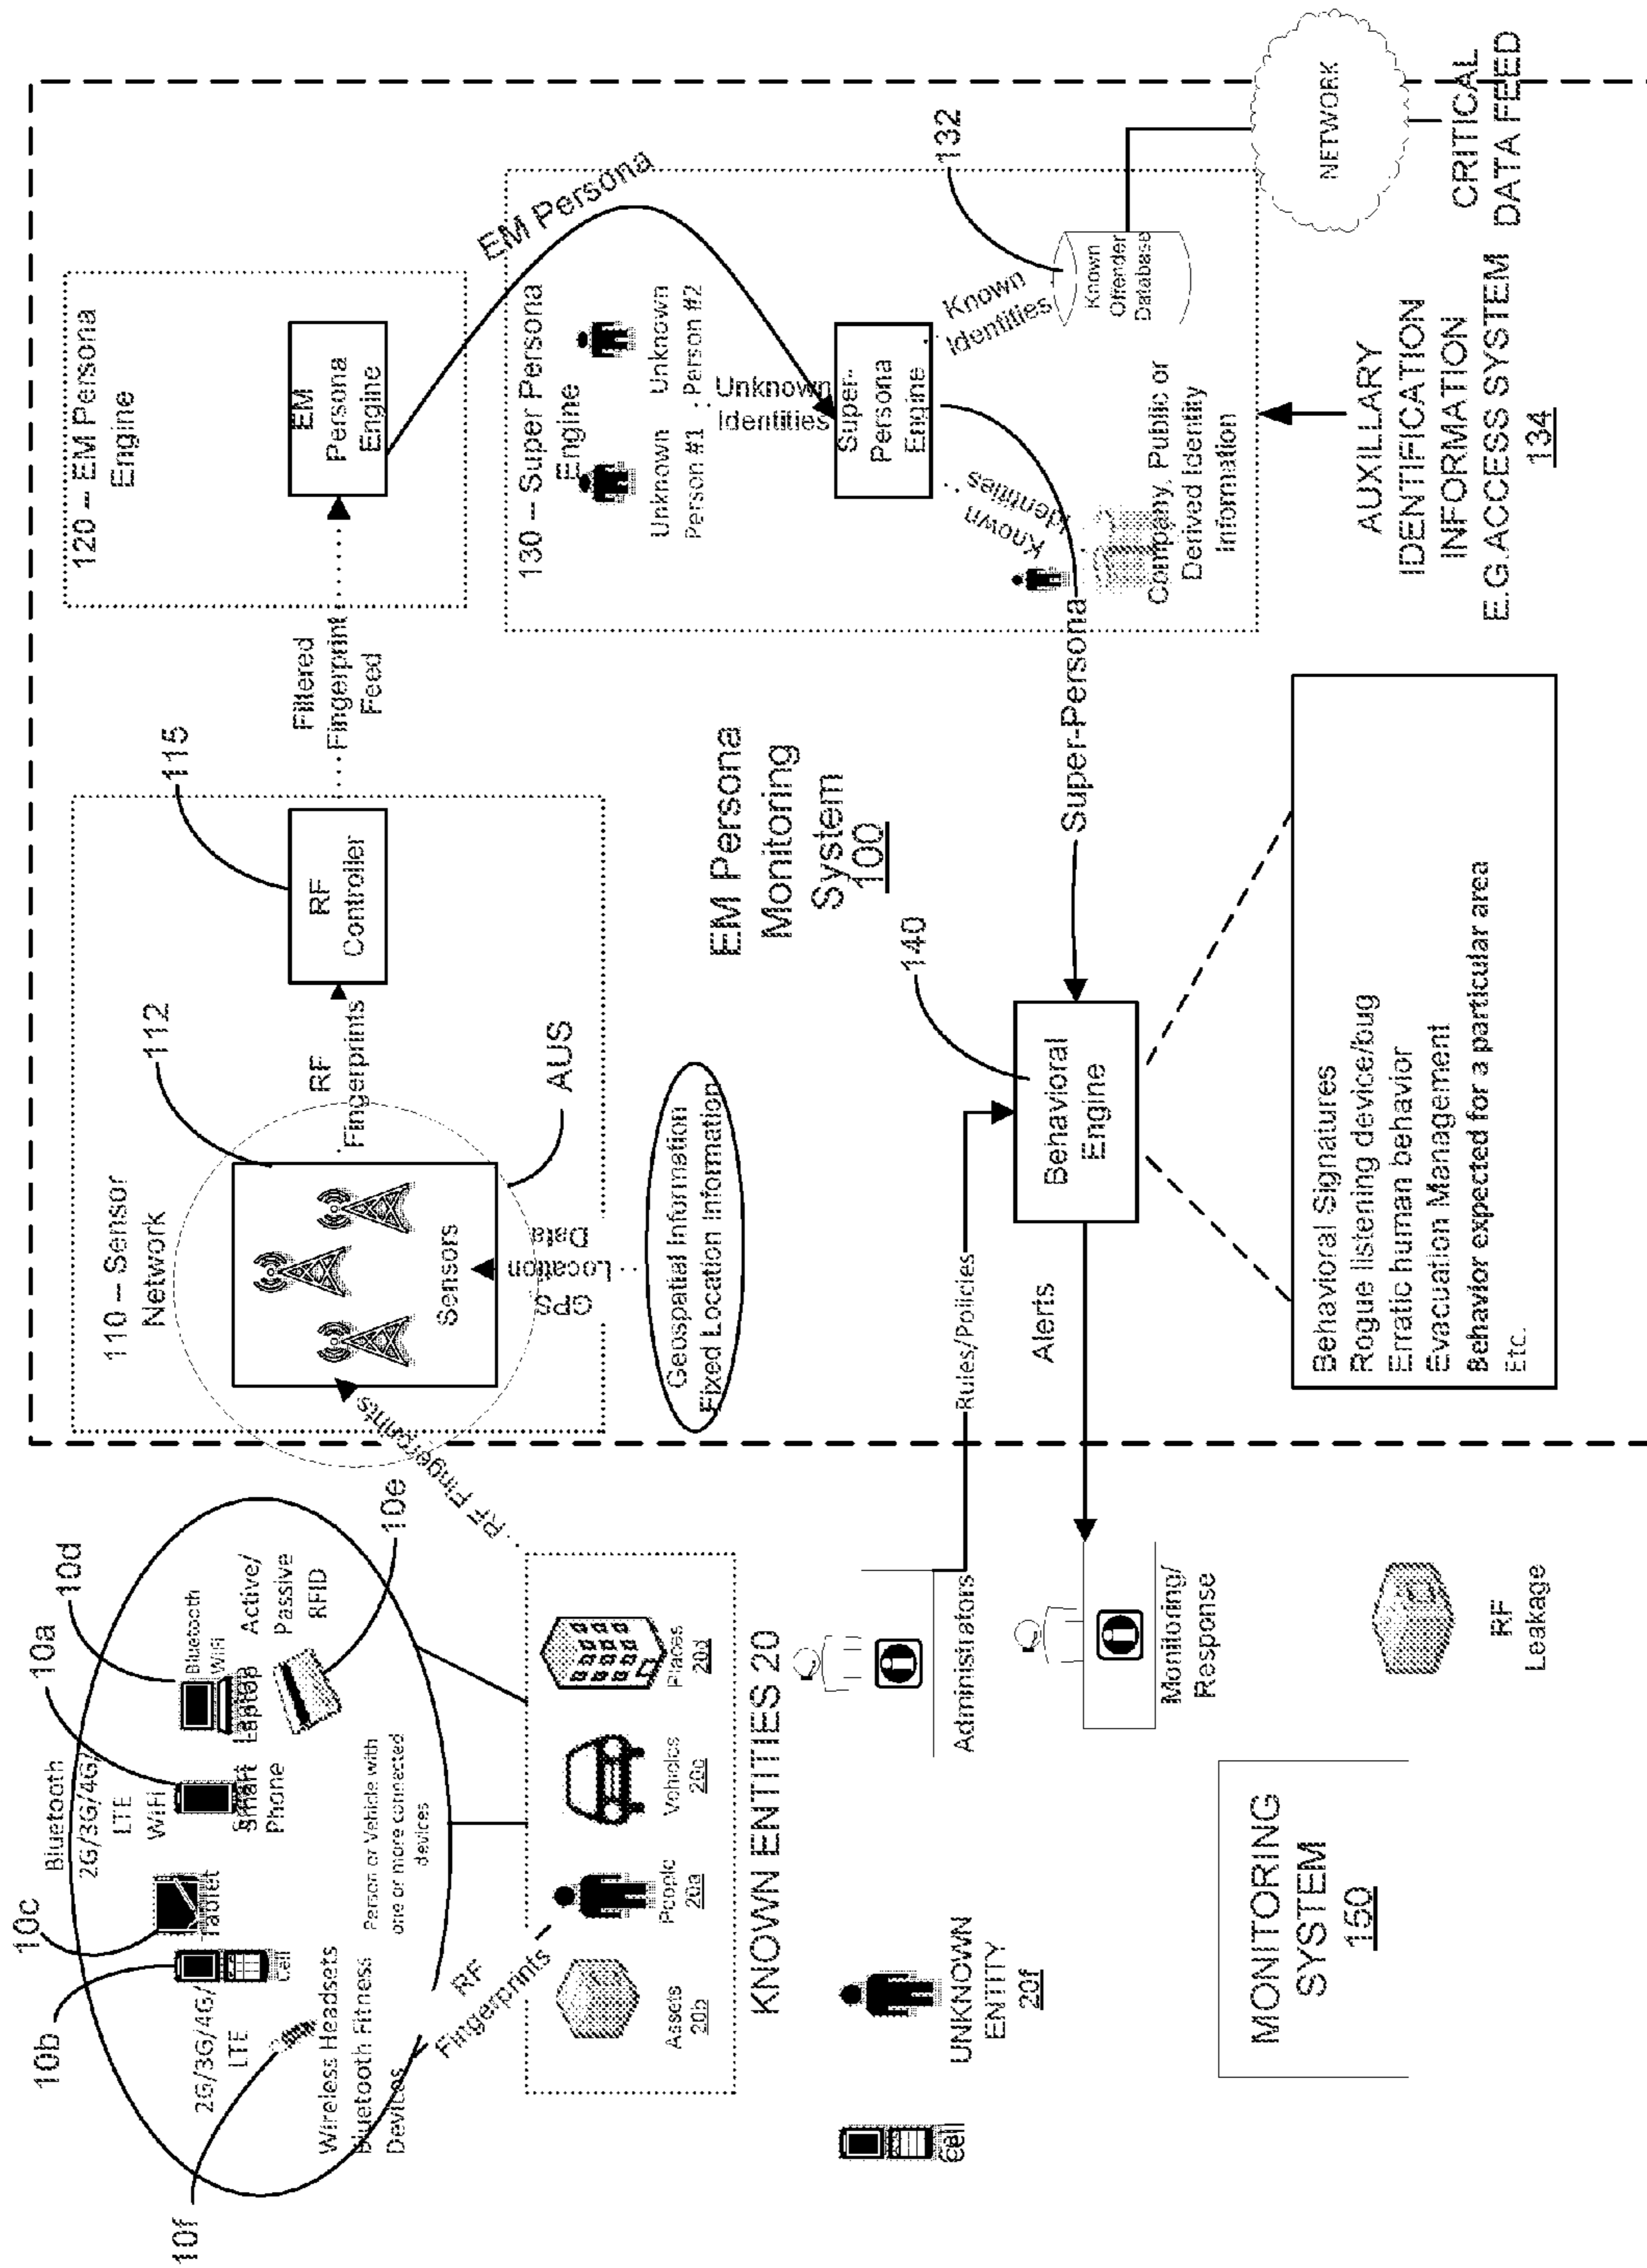 10f
10b
10c
10a
10d
10e
2G/3G/4G/
LTE
Cell
Tablet
Bluetooth
2G/3G/4G/
LTE
WiFi
Smart
Phone
Bluetooth
WiFi
Laptop
Active/
Passive
RFID
Wireless Headsets
Bluetooth Fitness
Devices
Person or Vehicle with
one or more connected
devices
RF
Fingerprints
RF Fingerprints
Assets
20b
People
20a
Vehicles
20c
Places
20d
KNOWN ENTITIES 20
Cell
UNKNOWN
ENTITY
20f
Administrators
Monitoring/
Response
MONITORING
SYSTEM
150
RF
Leakage
110 – Sensor
Network
112
Sensors
GPS
Location
Data
AUS
Geospatial Information
Fixed Location Information
RF
Fingerprints
115
RF
Controller
Filtered
Fingerprint
Feed
120 – EM Persona
Engine
EM
Persona
Engine
EM Persona
130 – Super Persona
Engine
Unknown
Person #1
Unknown
Person #2
Unknown
Identities
Super-
Persona
Engine
Known
Identities
Known
Identities
Company, Public or
Derived Identity
Information
132
Known
Offender
Database
NETWORK
CRITICAL
DATA FEED
AUXILLARY
IDENTIFICATION
INFORMATION
E.G.ACCESS SYSTEM
134
Super-Persona
EM Persona
Monitoring
System
100
140
Behavioral
Engine
Rules/Policies
Alerts
Behavioral Signatures
Rogue listening device/bug
Erratic human behavior
Evacuation Management
Behavior expected for a particular area
Etc.